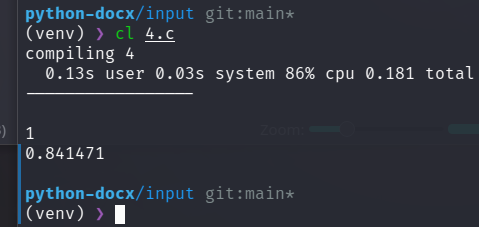 python-docx/input git:main*
(venv) ❯ cl 4.c
compiling 4
  0.13s user 0.03s system 86% cpu 0.181 total
-----------------
1
0.841471
Zoom:
python-docx/input git:main*
(venv) ❯